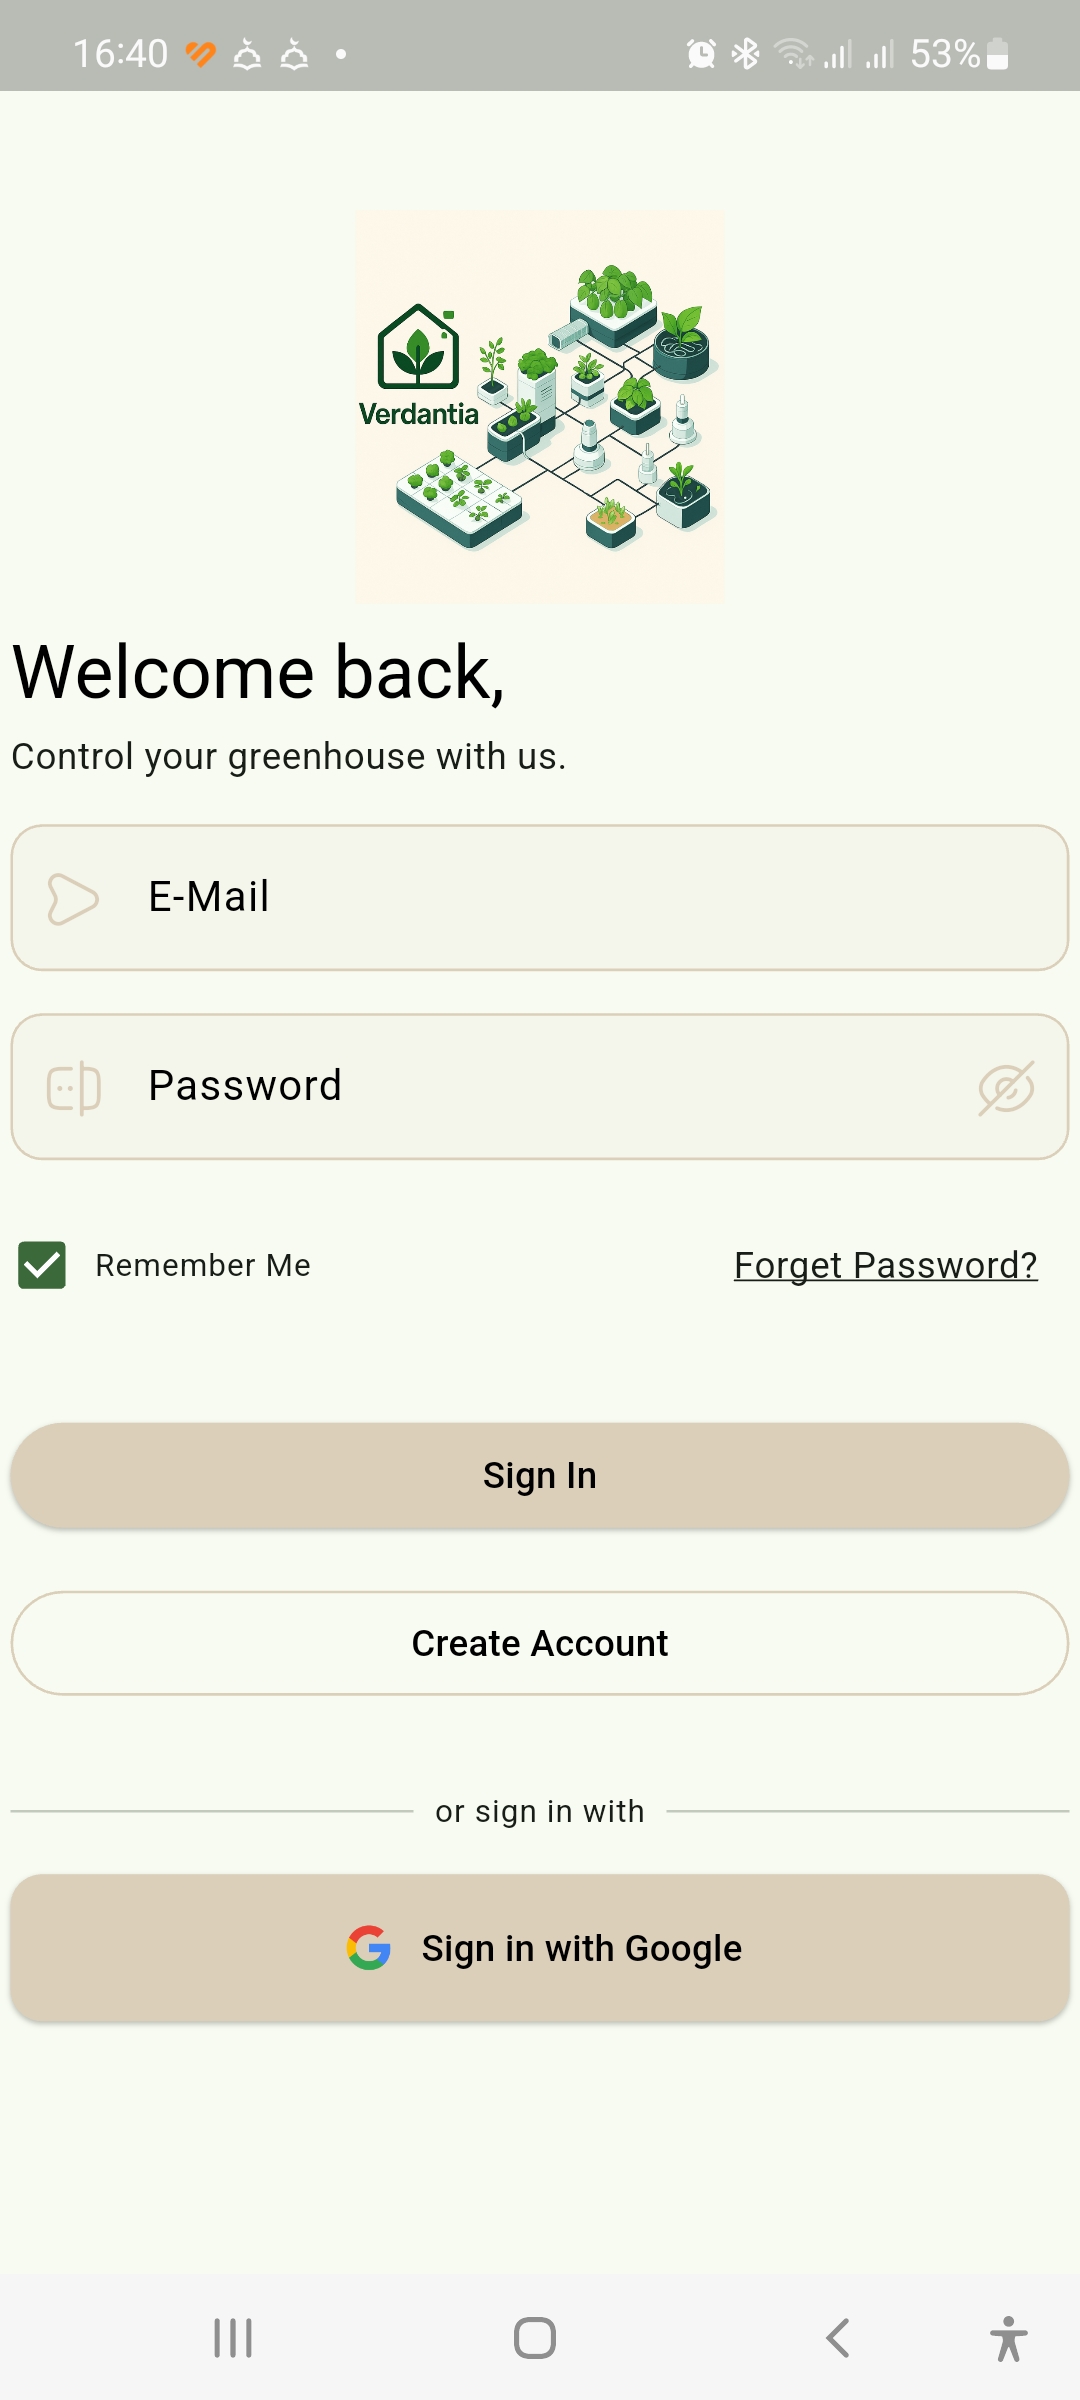 16:40
53%
Verdantia
Welcome back,
Control your greenhouse with us.
E-Mail
Password
Remember Me
Forget Password?
Sign In
Create Account
or sign in with
Sign in with Google